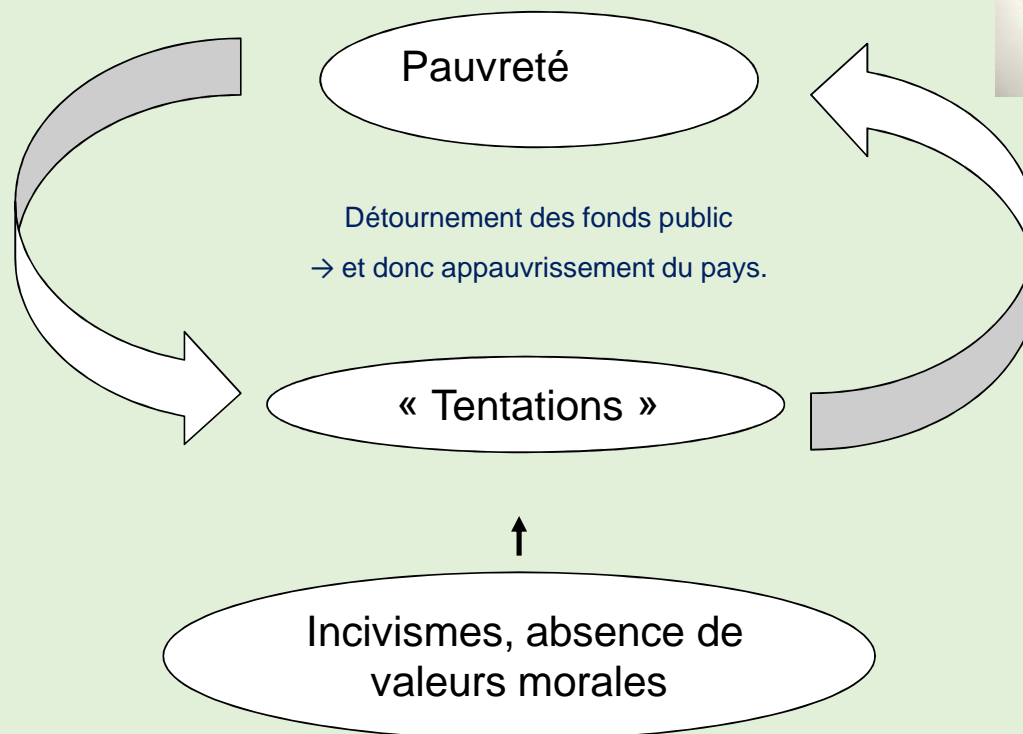 Pauvreté
Détournement des fonds public
→ et donc appauvrissement du pays.
« Tentations »
Incivismes, absence de
valeurs morales